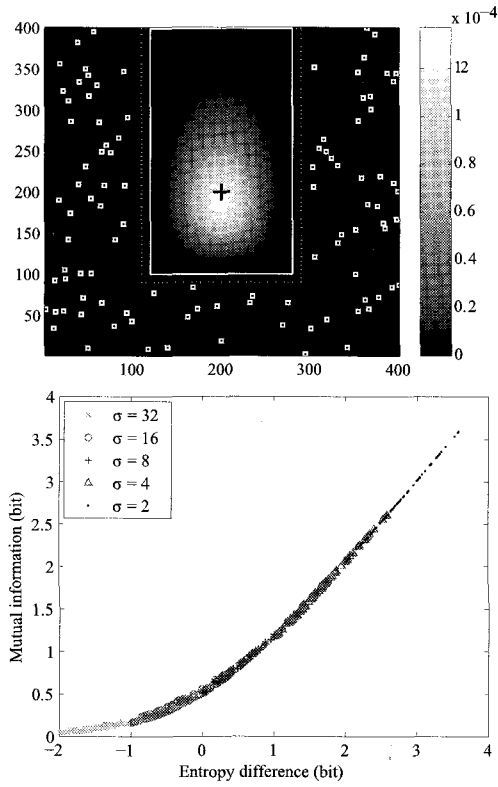 x 10⁻⁴
400
350
300
250
200
150
100
50
100 200 300 400
12
1
0.8
0.6
0.4
0.2
0
4
3.5
3
2.5
2
1.5
1
0.5
0
σ = 32
σ = 16
σ = 8
σ = 4
σ = 2
Mutual information (bit)
−2 −1 0 1 2 3 4
Entropy difference (bit)